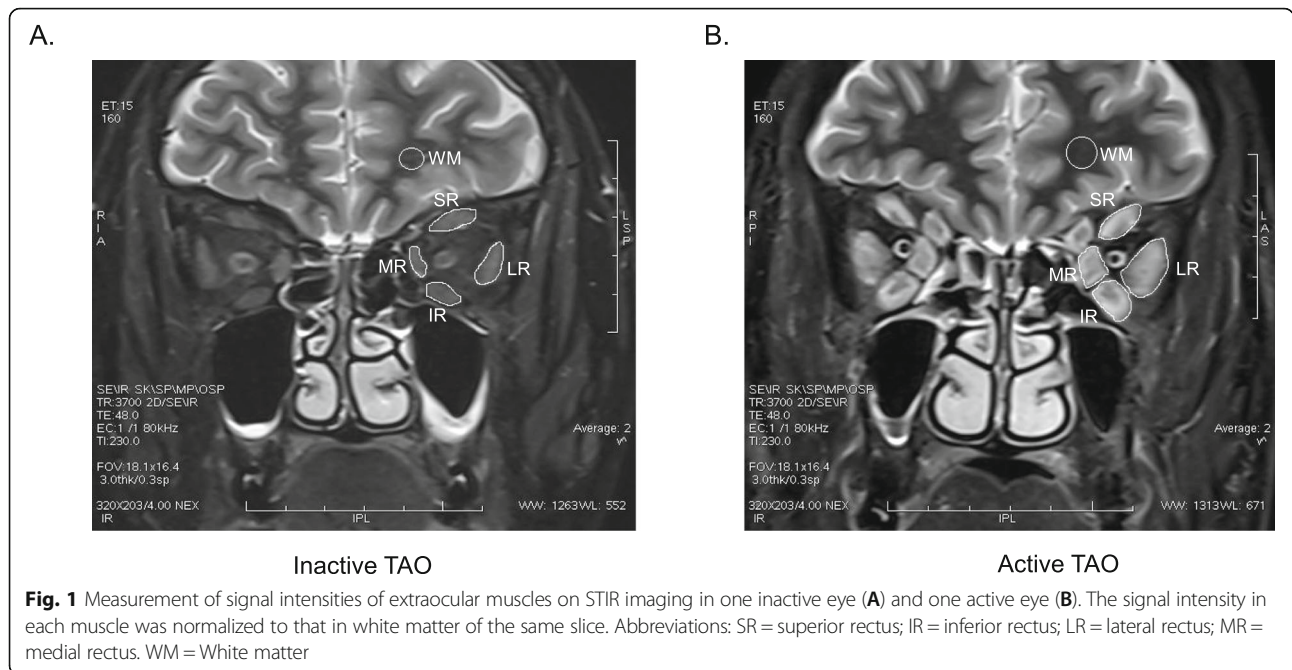 A.
B.
ET:15
160
WM
SR
MR
LR
IR
R
I
A
L
S
P
SE\IR SK\SP\MP\OSP
TR:3700 2D/SE\IR
TE:48.0
EC:1 /1 80kHz
TI:230.0
FOV:18.1x16.4
3.0thk/0.3sp
320X203/4.00 NEX
IR
IPL
Average: 2
WW: 1263WL: 552
ET:15
160
WM
SR
MR
LR
IR
R
P
I
L
A
S
SE\IR SK\SP\MP\OSP
TR:3700 2D/SE\IR
TE:48.0
EC:1 /1 80kHz
TI:230.0
FOV:18.1x16.4
3.0thk/0.3sp
320X203/4.00 NEX
IR
IPL
Average: 2
WW: 1313WL: 671
Inactive TAO
Active TAO
Fig. 1 Measurement of signal intensities of extraocular muscles on STIR imaging in one inactive eye (A) and one active eye (B). The signal intensity in
each muscle was normalized to that in white matter of the same slice. Abbreviations: SR = superior rectus; IR = inferior rectus; LR = lateral rectus; MR =
medial rectus. WM = White matter